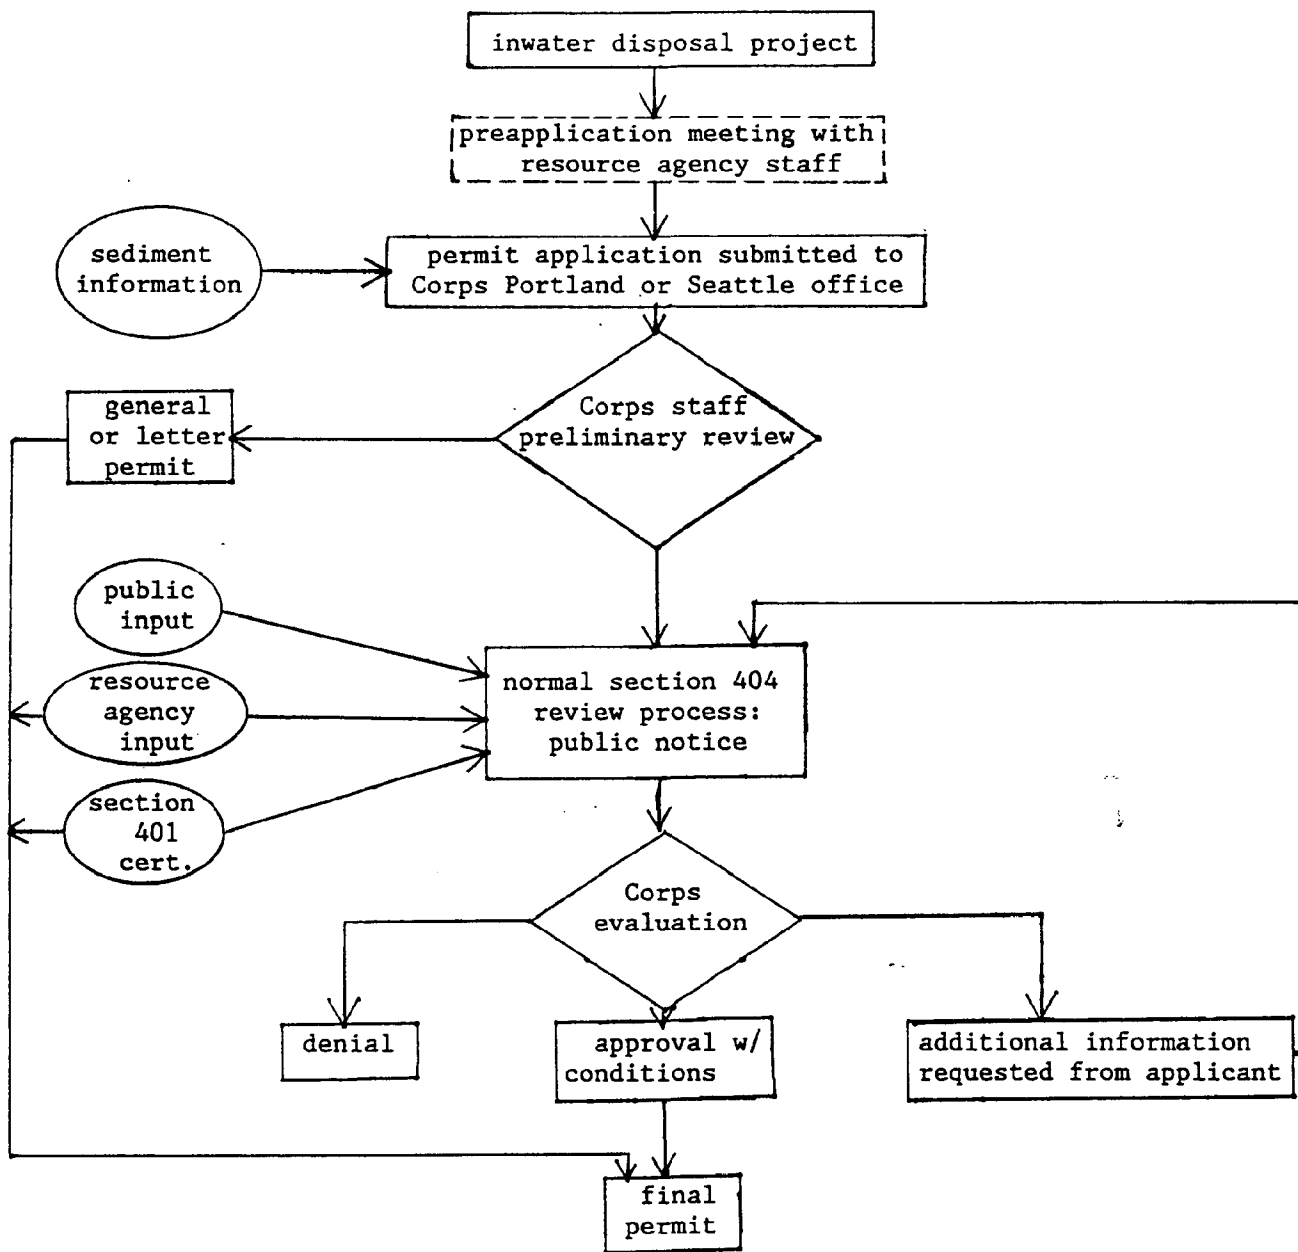 inwater disposal project
preapplication meeting with
resource agency staff
sediment
information
permit application submitted to
Corps Portland or Seattle office
general
or letter
permit
Corps staff
preliminary review
public
input
resource
agency
input
section
401
cert.
normal section 404
review process:
public notice
Corps
evaluation
denial
approval w/
conditions
additional information
requested from applicant
final
permit